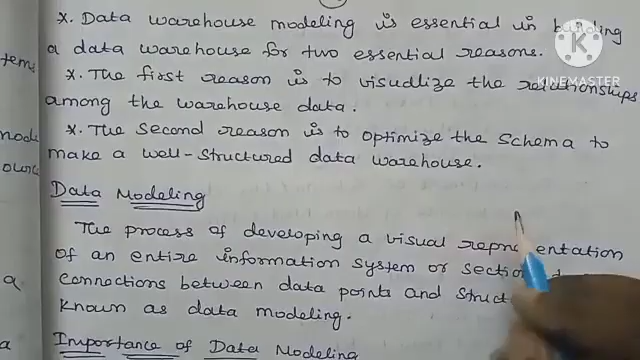 x. Data warehouse modeling is essential in building
a data warehouse for two essential reasons.
tems
x. The first reason is to visudlize the relationships
KINEMASTER
among the warehouse data.
x. The second reason is to optimize the schema to
make a well-structured data warehouse.
Data Modeling
The process of developing a visual
of an entire information system or section
a
connections between data points and
known as data modeling.
a
Importance of Data Modeling